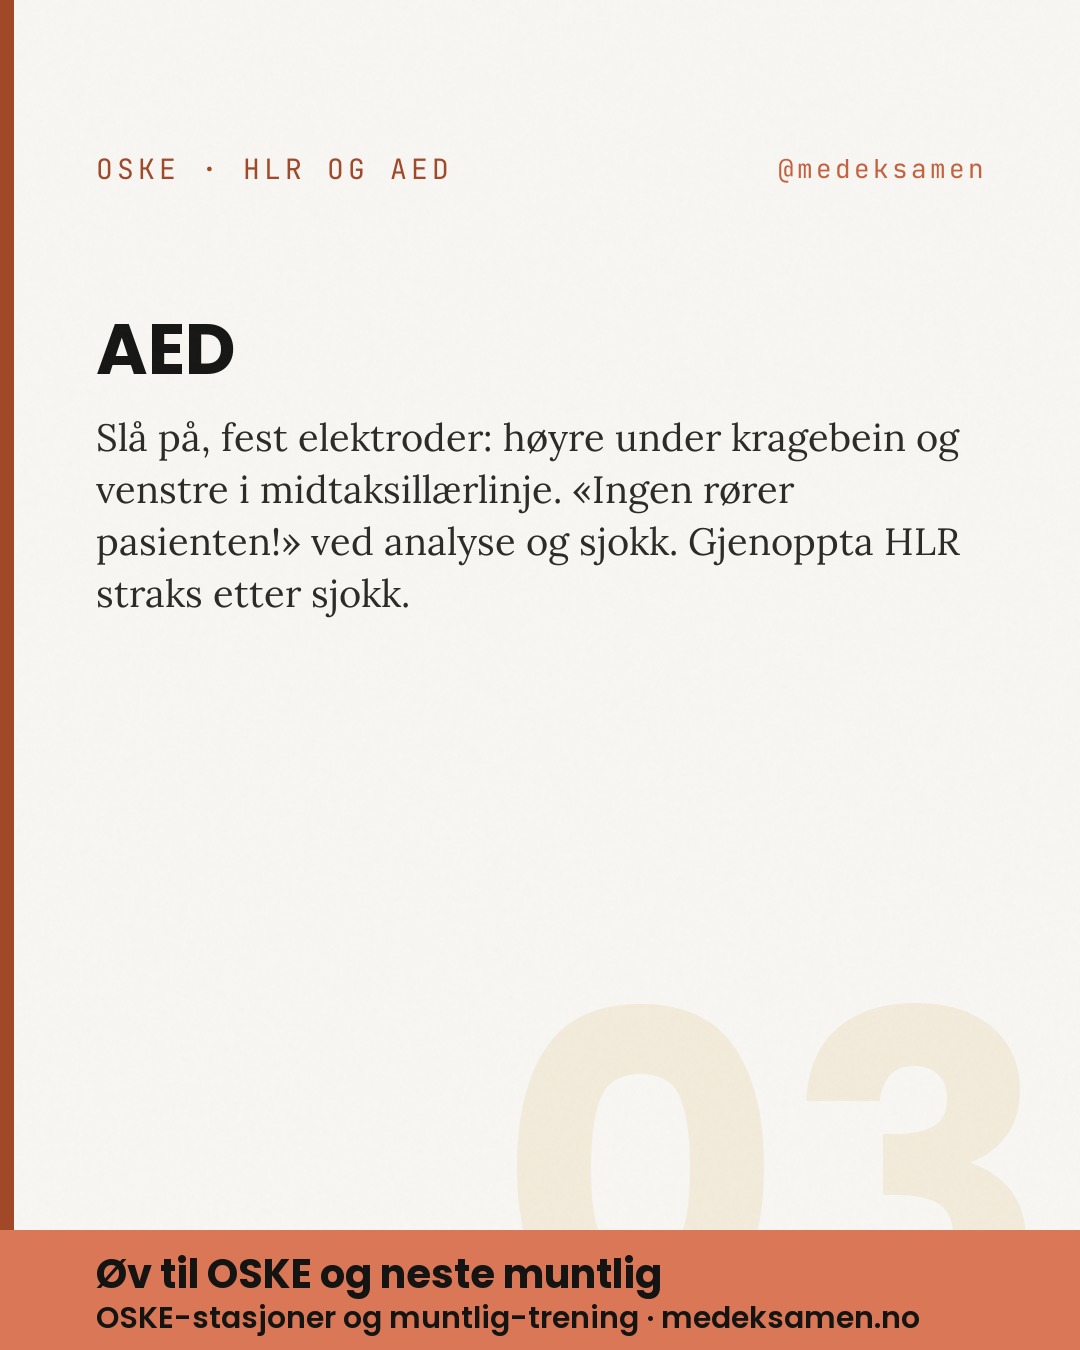 OSKE · HLR OG AED
@medeksamen
AED
Slå på, fest elektroder: høyre under kragebein og
venstre i midtaksillærlinje. «Ingen rører
pasienten!» ved analyse og sjokk. Gjenoppta HLR
straks etter sjokk.
03
Øv til OSKE og neste muntlig
OSKE-stasjoner og muntlig-trening · medeksamen.no